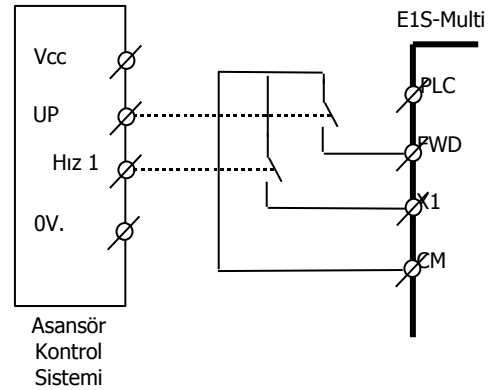 E1S-Multi
Vcc
PLC
UP
FWD
Hız 1
X1
0V.
CM
Asansör
Kontrol
Sistemi